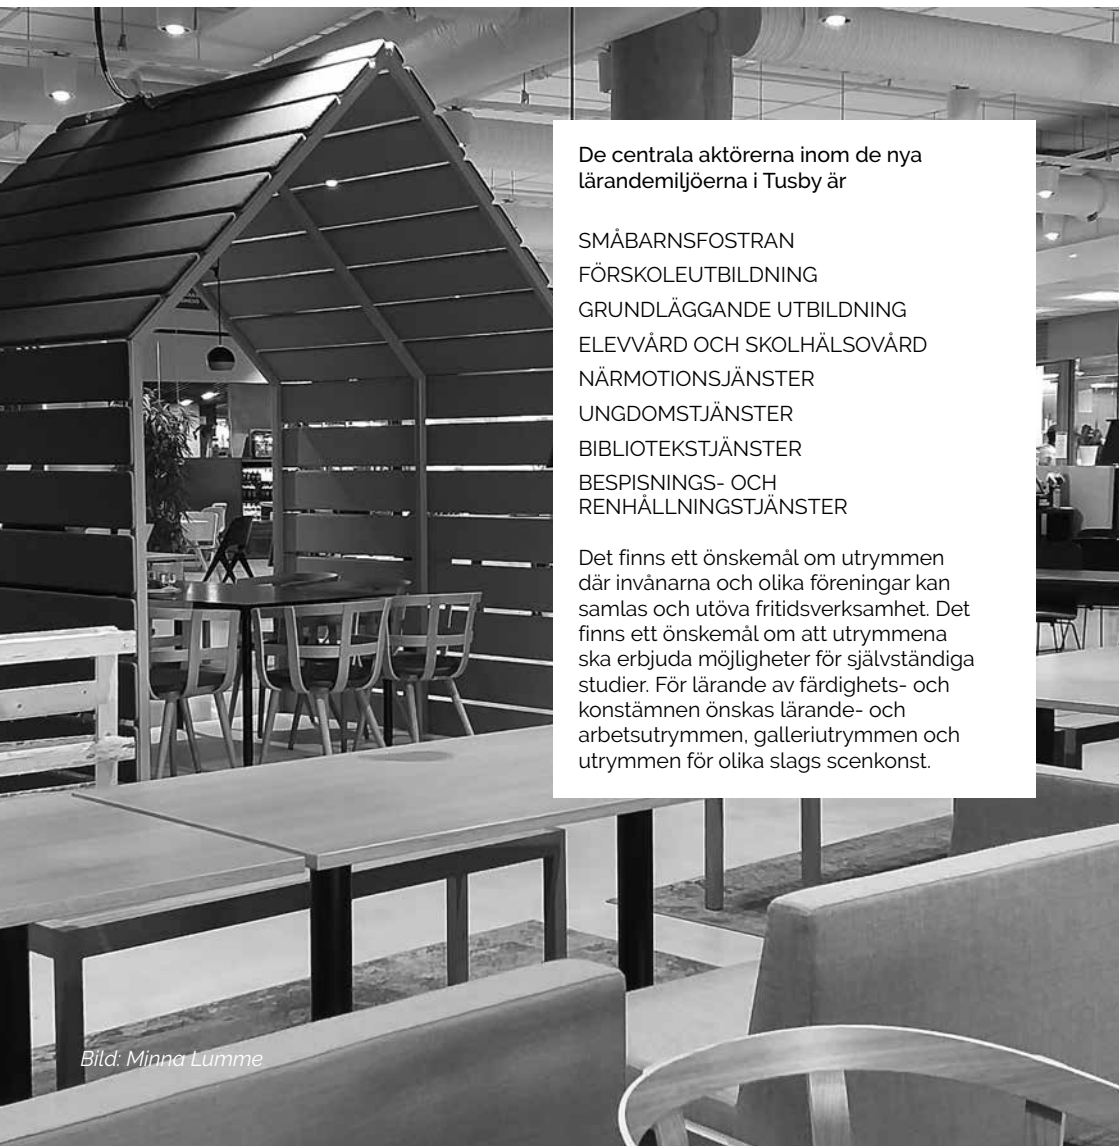 De centrala aktörerna inom de nya
lärandemiljöerna i Tusby är
SMÅBARNSFOSTRAN
FÖRSKOLEUTBILDNING
GRUNDLÄGGANDE UTBILDNING
ELEVVÅRD OCH SKOLHÄLSOVÅRD
NÄRMOTIONSJÄNSTER
UNGDOMSTJÄNSTER
BIBLIOTEKSTJÄNSTER
BESPISNINGS- OCH
RENHÅLLNINGSTJÄNSTER
Det finns ett önskemål om utrymmen
där invånarna och olika föreningar kan
samlas och utöva fritidsverksamhet. Det
finns ett önskemål om att utrymmena
ska erbjuda möjligheter för självständiga
studier. För lärande av färdighets- och
konstämnen önskas lärande- och
arbetsutrymmen, galleriutrymmen och
utrymmen för olika slags scenkonst.
Bild: Minna Lumme